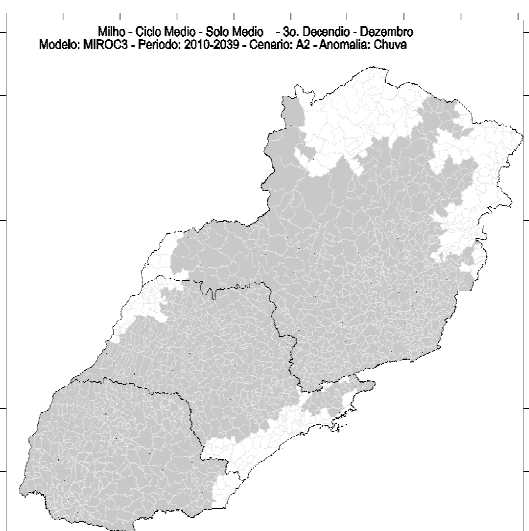 Milho - Ciclo Medio - Solo Medio - 3o. Decendio - Dezembro
Modelo: MIROC3 - Periodo: 2010-2039 - Cenario: A2 - Anomalia: Chuva